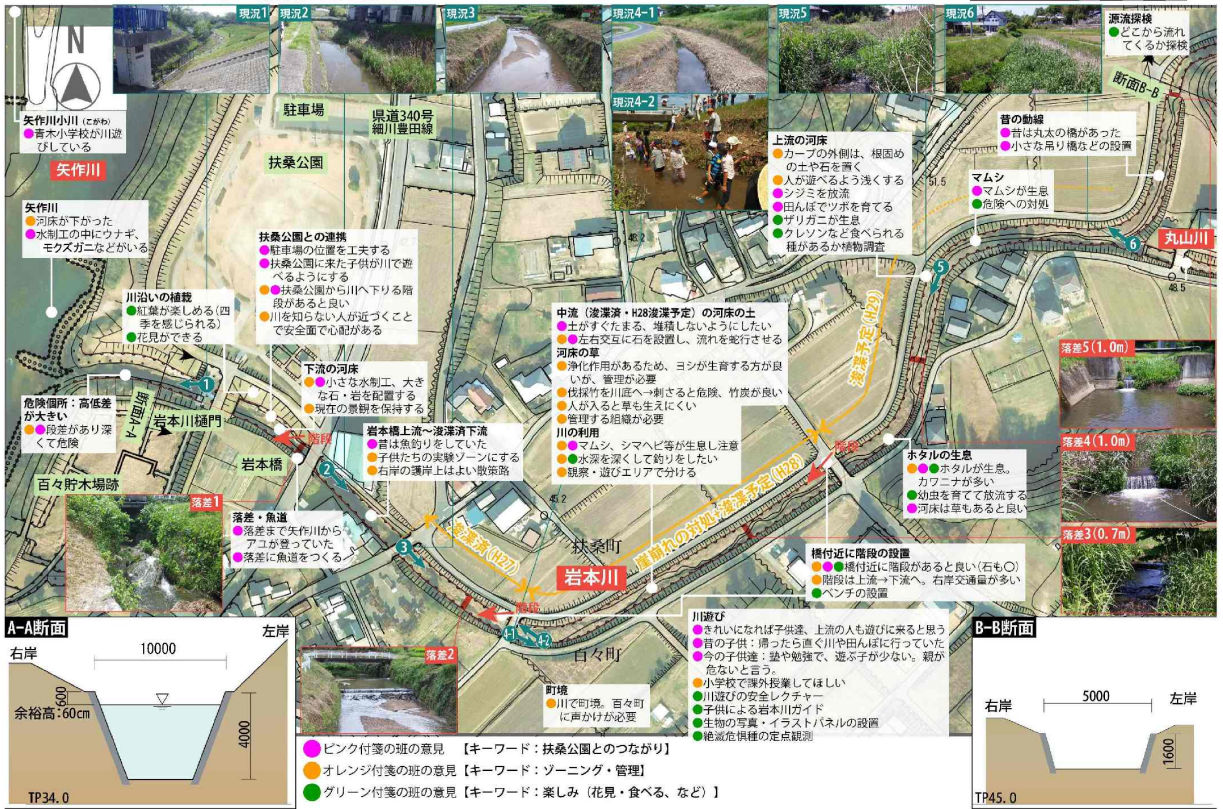 現況1
現況2
現況3
現況4-1
現況4-2
現況5
現況6
N
源流探検
どこから流れ
てくるか探検
断面B-B
矢作川小川(こがわ)
青木小学校が川遊
びしている
矢作川
駐車場
県道340号
細川豊田線
扶桑公園
昔の動線
昔は丸太の橋があった
小さな吊り橋などの設置
上流の河床
カーブの外側は、根固め
の土や石を置く
人が遊べるよう浅くする
シジミを放流
田んぼでツボを育てる
ザリガニが生息
クレソンなど食べられる
種があるか植物調査
51.5
マムシ
マムシが生息
危険への対処
丸山川
48.5
48.2
6
5
矢作川
河床が下がった
水制工の中にウナギ、
モクズガニなどがいる
扶桑公園との連携
駐車場の位置を工夫する
扶桑公園に来た子供が川で遊
べるようにする
扶桑公園から川へ下りる階
段があると良い
川を知らない人が近づくこと
で安全面で心配がある
川沿いの植栽
紅葉が楽しめる(四
季を感じられる)
花見ができる
中流(浚渫済・H28浚渫予定)の河床の土
土がすぐたまる、堆積しないようにしたい
左右交互に石を設置し、流れを蛇行させる
河床の草
浄化作用があるため、ヨシが生育する方が良
いが、管理が必要
伐採竹を川底へ→刺さると危険、竹炭が良い
人が入ると草も生えにくい
管理する組織が必要
川の利用
マムシ、シマヘビ等が生息し注意
水深を深くして釣りをしたい
観察・遊びエリアで分ける
浚渫予定(H29)
落差5(1.0m)
下流の河床
小さな水制工、大き
な石・岩を配置する
現在の景観を保持する
1
危険個所:高低差
が大きい
段差があり深
くて危険
断面A-A
岩本川樋門
階段
岩本橋
岩本橋上流~浚渫済下流
昔は魚釣りをしていた
子供たちの実験ゾーンにする
右岸の護岸上はよい散策路
階段
落差4(1.0m)
ホタルの生息
ホタルが生息。
カワニナが多い
幼虫を育てて放流する
河床は草もあると良い
百々貯木場跡
落差1
2
45.2
崖崩れの対処・浚渫予定(H28)
落差・魚道
落差まで矢作川から
アユが登っていた
落差に魚道をつくる
浚渫済(H27)
3
扶桑町
岩本川
落差3(0.7m)
橋付近に階段の設置
橋付近に階段があると良い(石も○)
階段は上流→下流へ。右岸交通量が多い
ベンチの設置
階段
4-1
4-2
百々町
川遊び
きれいになれば子供達、上流の人も遊びに来ると思う
昔の子供:帰ったら直ぐ川や田んぼに行っていた
今の子供達:塾や勉強で、遊ぶ子が少ない。親が
危ないと言う。
小学校で課外授業してほしい
川遊びの安全レクチャー
子供による岩本川ガイド
生物の写真・イラストパネルの設置
絶滅危惧種の定点観測
落差2
町境
川で町境。百々町
に声かけが必要
A-A断面
左岸
右岸
10000
600
余裕高:60cm
4000
TP34.0
B-B断面
右岸
左岸
5000
1600
TP45.0
ピンク付箋の班の意見 【キーワード:扶桑公園とのつながり】
オレンジ付箋の班の意見【キーワード:ゾーニング・管理】
グリーン付箋の班の意見【キーワード:楽しみ(花見・食べる、など)】